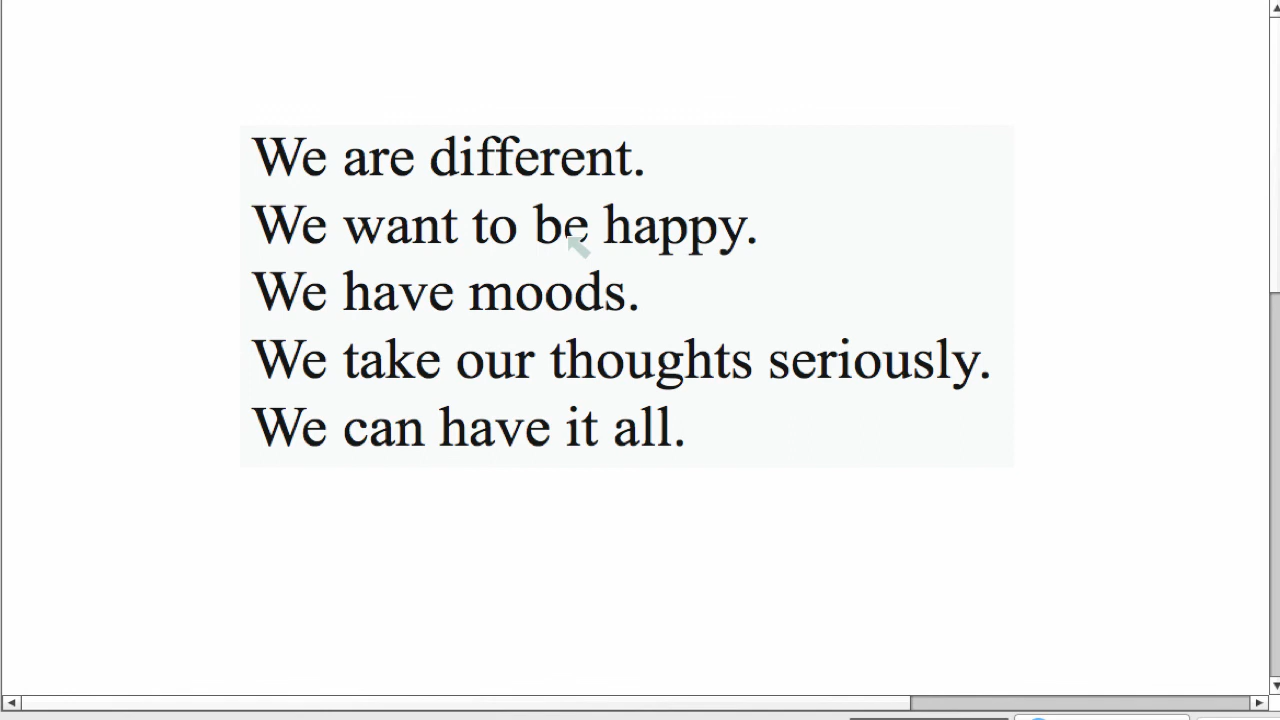 We are different.
We want to be happy.
We have moods.
We take our thoughts seriously.
We can have it all.